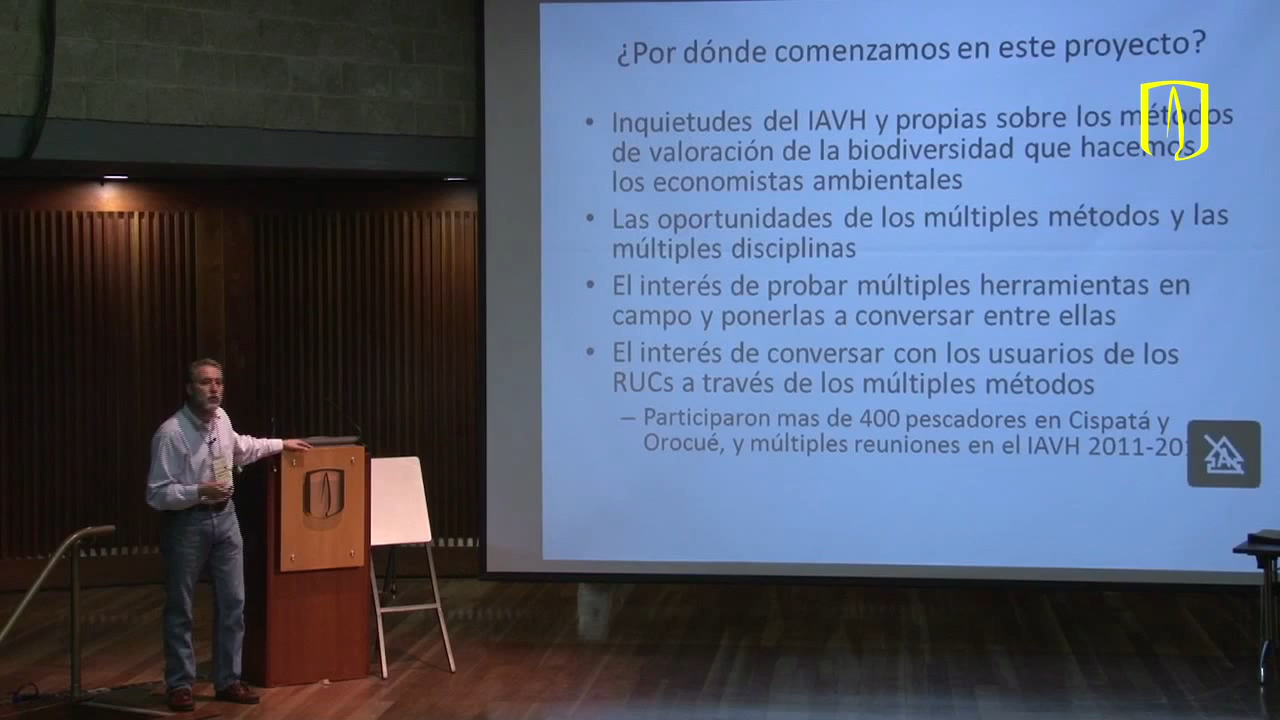 ¿Por dónde comenzamos en este proyecto?
• Inquietudes del IAVH y propias sobre los métodos
de valoración de la biodiversidad que hacemos
los economistas ambientales
• Las oportunidades de los múltiples métodos y las
múltiples disciplinas
• El interés de probar múltiples herramientas en
campo y ponerlas a conversar entre ellas
• El interés de conversar con los usuarios de los
RUCs a través de los múltiples métodos
– Participaron mas de 400 pescadores en Cispatá y
Orocué, y múltiples reuniones en el IAVH 2011-